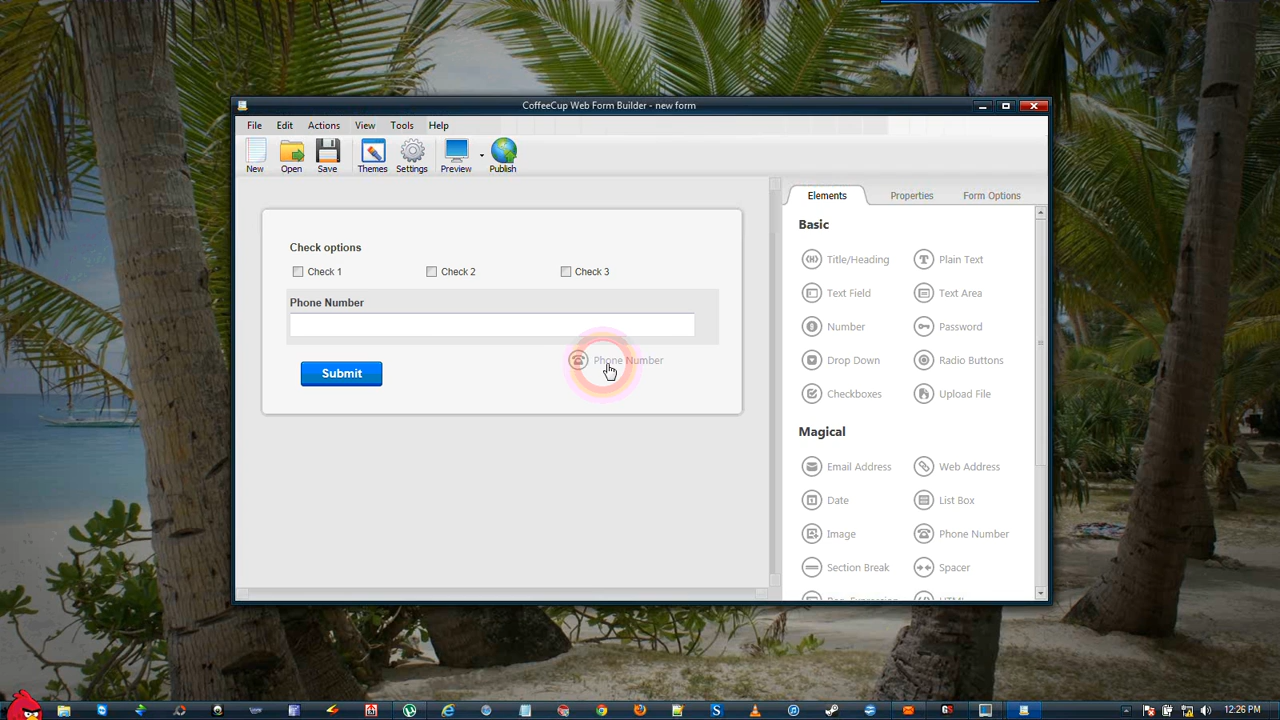 CoffeeCup Web Form Builder - new form
File Edit Actions View Tools Help
New Open Save Themes Settings Preview Publish
Elements Properties Form Options
Check options
Check 1 Check 2 Check 3
Phone Number
Phone Number
Submit
Basic
Title/Heading Plain Text
Text Field Text Area
Number Password
Drop Down Radio Buttons
Checkboxes Upload File
Magical
Email Address Web Address
Date List Box
Image Phone Number
Section Break Spacer
12:26 PM